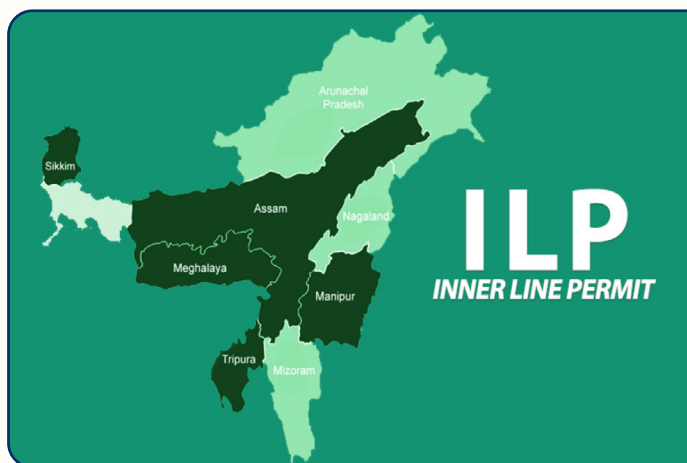 Arunachal
Pradesh
Sikkim
Assam
Nagaland
Meghalaya
Manipur
Tripura
Mizoram
ILP
INNER LINE PERMIT